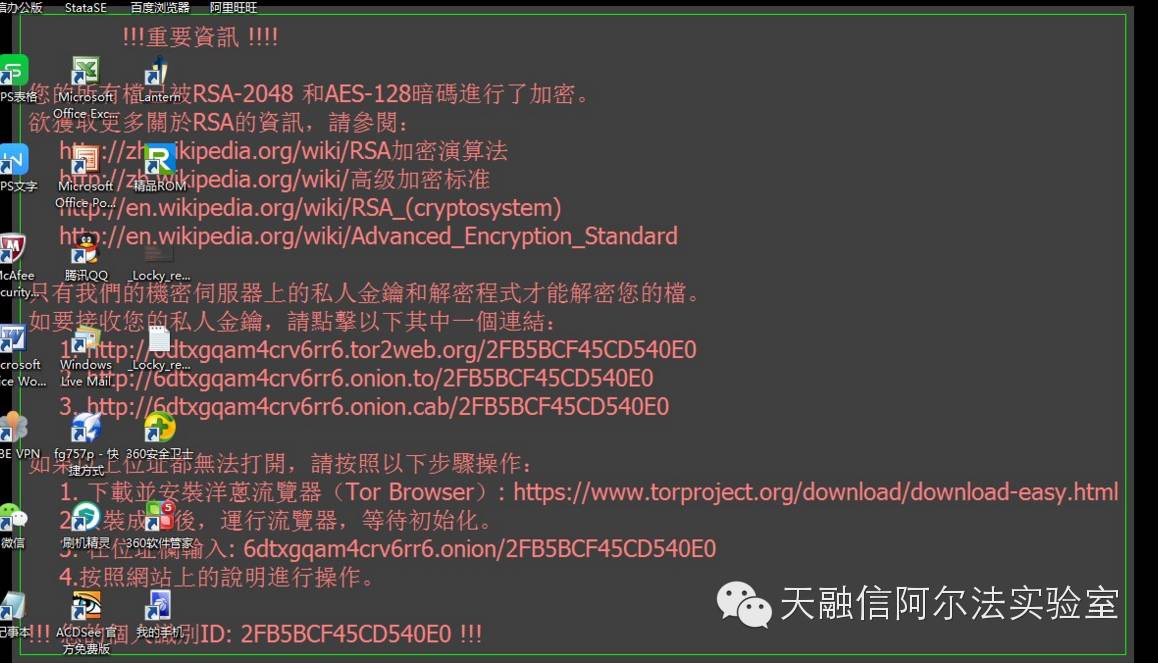 信办公版 StataSE 百度浏览器 阿里旺旺
!!!重要資訊 !!!!
您的所有檔已被RSA-2048 和AES-128暗碼進行了加密。
PS表格 Microsoft Office Exc... Lantern
欲獲取更多關於RSA的資訊，請參閱：
http://zh.wikipedia.org/wiki/RSA加密演算法
http://zh.wikipedia.org/wiki/高级加密标准
PS文字 Microsoft Office Po... 精品ROM
http://en.wikipedia.org/wiki/RSA_(cryptosystem)
http://en.wikipedia.org/wiki/Advanced_Encryption_Standard
McAfee Security... 腾讯QQ _Locky_re...
只有我們的機密伺服器上的私人金鑰和解密程式才能解密您的檔。
如要接收您的私人金鑰，請點擊以下其中一個連結：
1. http://6dtxgqam4crv6rr6.tor2web.org/2FB5BCF45CD540E0
crosoft ice Wo... Windows Live Mail _Locky_re...
2. http://6dtxgqam4crv6rr6.onion.to/2FB5BCF45CD540E0
3. http://6dtxgqam4crv6rr6.onion.cab/2FB5BCF45CD540E0
BE VPN fg757p - 快捷方式 360安全卫士
如果以上位址都無法打開，請按照以下步驟操作：
1. 下載並安裝洋蔥流覽器（Tor Browser）: https://www.torproject.org/download/download-easy.html
2. 安裝成功後，運行流覽器，等待初始化。
微信 刷机精灵 360软件管家
3. 在位址欄輸入: 6dtxgqam4crv6rr6.onion/2FB5BCF45CD540E0
4.按照網站上的說明進行操作。
天融信阿尔法实验室
记事本 ACDSee 官方免费版 我的手机
!!! 您的個人識別ID: 2FB5BCF45CD540E0 !!!